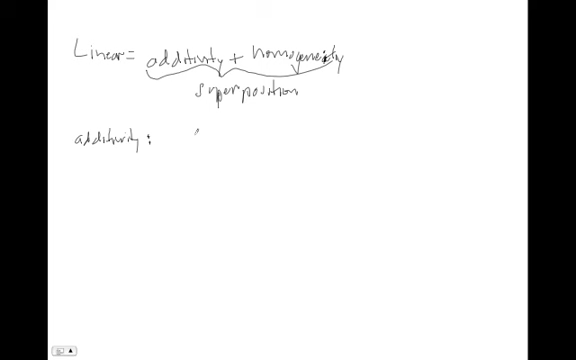 Linear = additivity + homogeneity
superposition
additivity :